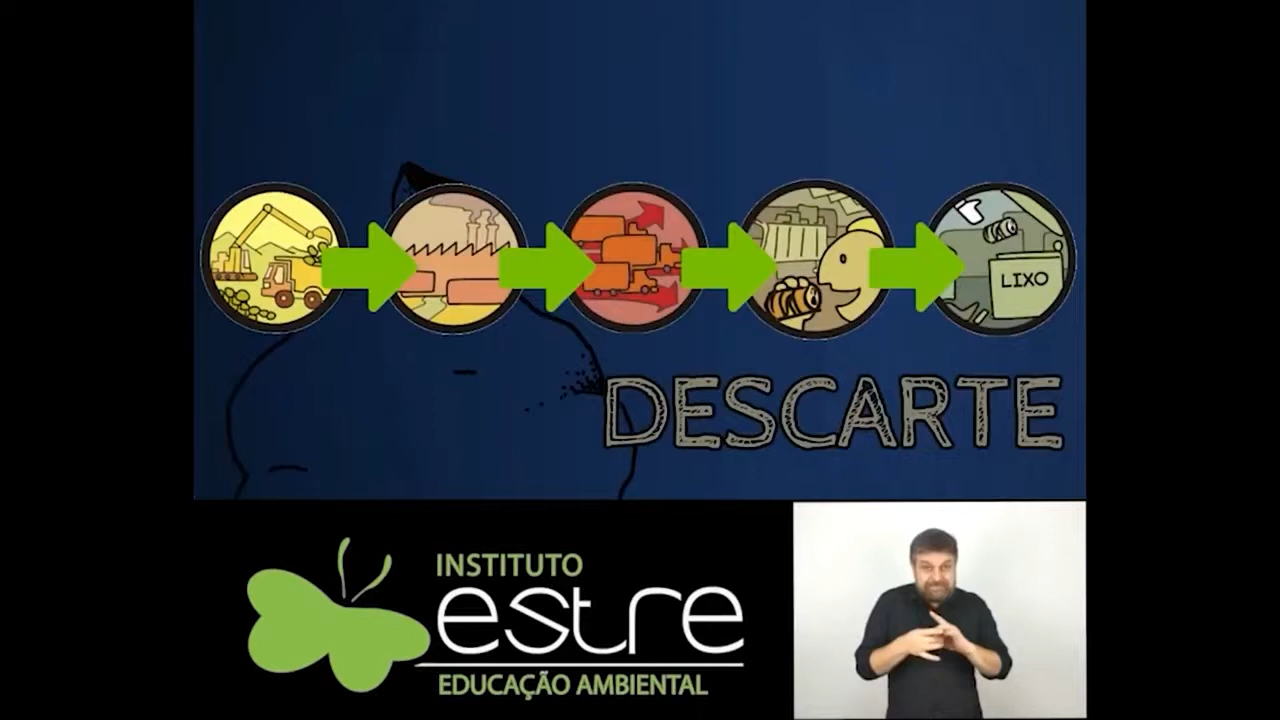 LIXO
DESCARTE
INSTITUTO
estre
EDUCAÇÃO AMBIENTAL